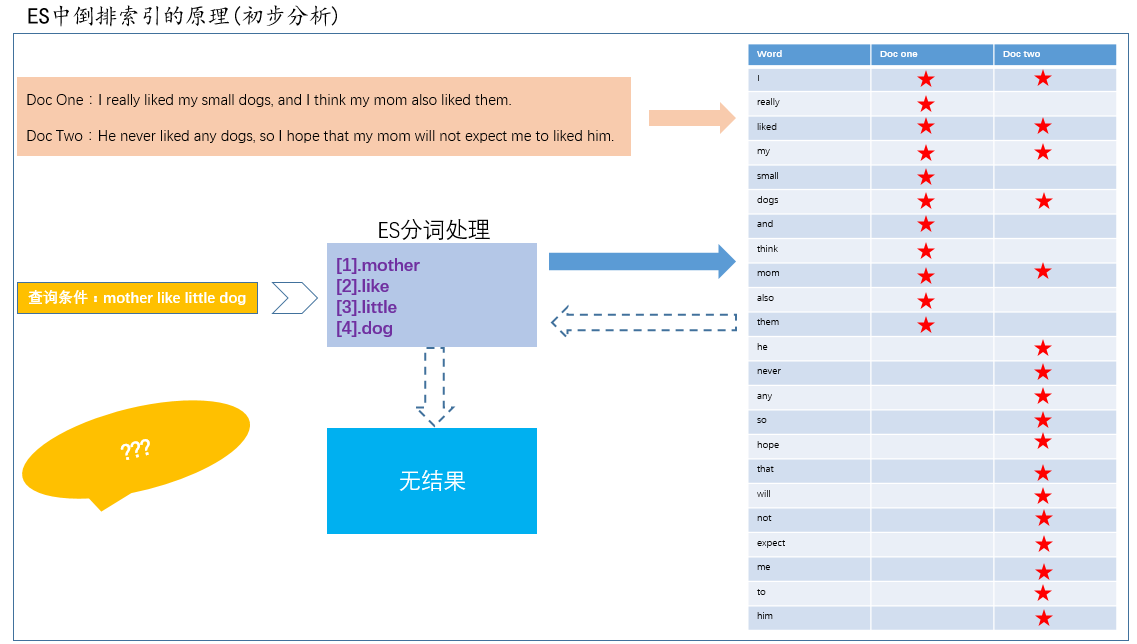 ES中倒排索引的原理(初步分析)
Doc One：I really liked my small dogs, and I think my mom also liked them.
Doc Two：He never liked any dogs, so I hope that my mom will not expect me to liked him.
ES分词处理
[1].mother
[2].like
[3].little
[4].dog
查询条件：mother like little dog
???
无结果
Word Doc one Doc two
I ★ ★
really ★
liked ★ ★
my ★ ★
small ★
dogs ★ ★
and ★
think ★
mom ★ ★
also ★
them ★
he ★
never ★
any ★
so ★
hope ★
that ★
will ★
not ★
expect ★
me ★
to ★
him ★